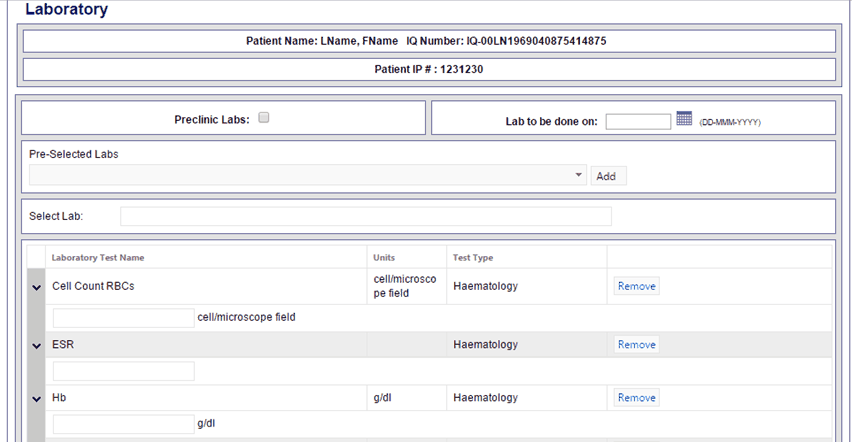 Laboratory
Patient Name: LName, FName IQ Number: IQ-00LN1969040875414875
Patient IP # : 1231230
Preclinic Labs:
Lab to be done on: (DD-MMM-YYYY)
Pre-Selected Labs
Add
Select Lab:
Laboratory Test Name Units Test Type
Cell Count RBCs cell/microsco
pe field Haematology Remove
cell/microscope field
ESR Haematology Remove
Hb g/dl Haematology Remove
g/dl